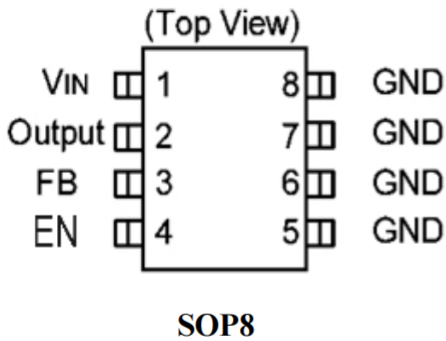 (Top View)
VIN 1 8 GND
Output 2 7 GND
FB 3 6 GND
EN 4 5 GND
SOP8